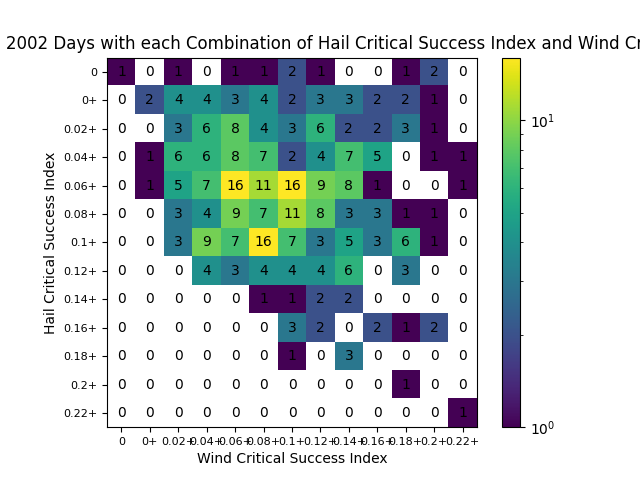 2002 Days with each Combination of Hail Critical Success Index and Wind Cr
0 1 0 1 0 1 1 2 1 0 0 1 2 0
0+ 0 2 4 4 3 4 2 3 3 2 2 1 0
0.02+ 0 0 3 6 8 4 3 6 2 2 3 1 0
0.04+ 0 1 6 6 8 7 2 4 7 5 0 1 1
0.06+ 0 1 5 7 16 11 16 9 8 1 0 0 1
0.08+ 0 0 3 4 9 7 11 8 3 3 1 1 0
0.1+ 0 0 3 9 7 16 7 3 5 3 6 1 0
0.12+ 0 0 0 4 3 4 4 4 6 0 3 0 0
0.14+ 0 0 0 0 0 1 1 2 2 0 0 0 0
0.16+ 0 0 0 0 0 0 3 2 0 2 1 2 0
0.18+ 0 0 0 0 0 0 1 0 3 0 0 0 0
0.2+ 0 0 0 0 0 0 0 0 0 0 1 0 0
0.22+ 0 0 0 0 0 0 0 0 0 0 0 0 1
0 0+ 0.02+ 0.04+ 0.06+ 0.08+ 0.1+ 0.12+ 0.14+ 0.16+ 0.18+ 0.2+ 0.22+
Wind Critical Success Index
Hail Critical Success Index
10¹
10⁰